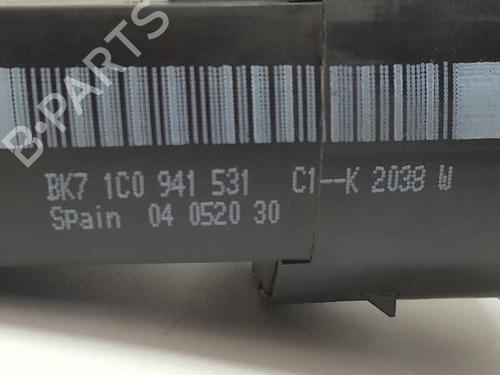 B-PARTS
BK7 1C0 941 531 C1--K 2038 W
Spain 04 0520 30